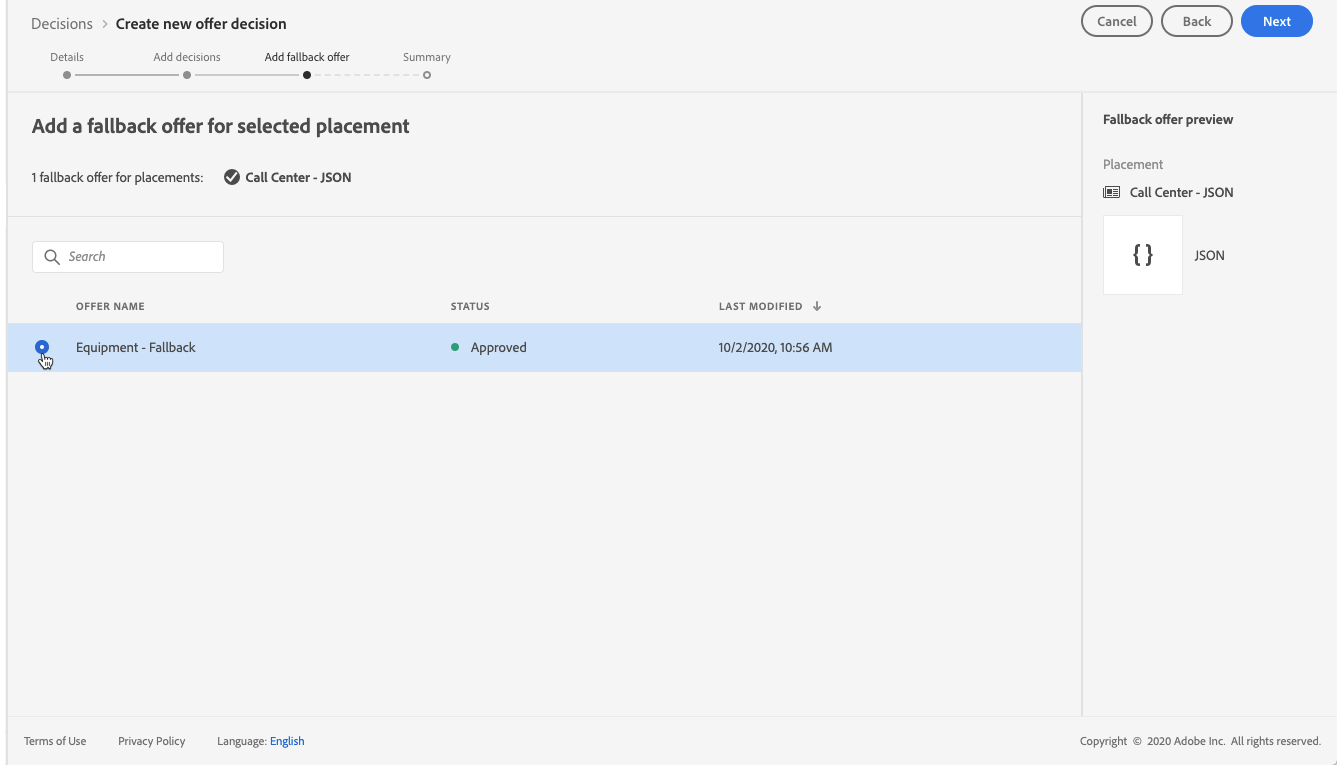 Decisions > Create new offer decision
Cancel
Back
Next
Details
Add decisions
Add fallback offer
Summary
Add a fallback offer for selected placement
1 fallback offer for placements: Call Center - JSON
Search
OFFER NAME STATUS LAST MODIFIED ↓
Equipment - Fallback Approved 10/2/2020, 10:56 AM
Fallback offer preview
Placement
Call Center - JSON
{ } JSON
Terms of Use Privacy Policy Language: English
Copyright © 2020 Adobe Inc. All rights reserved.